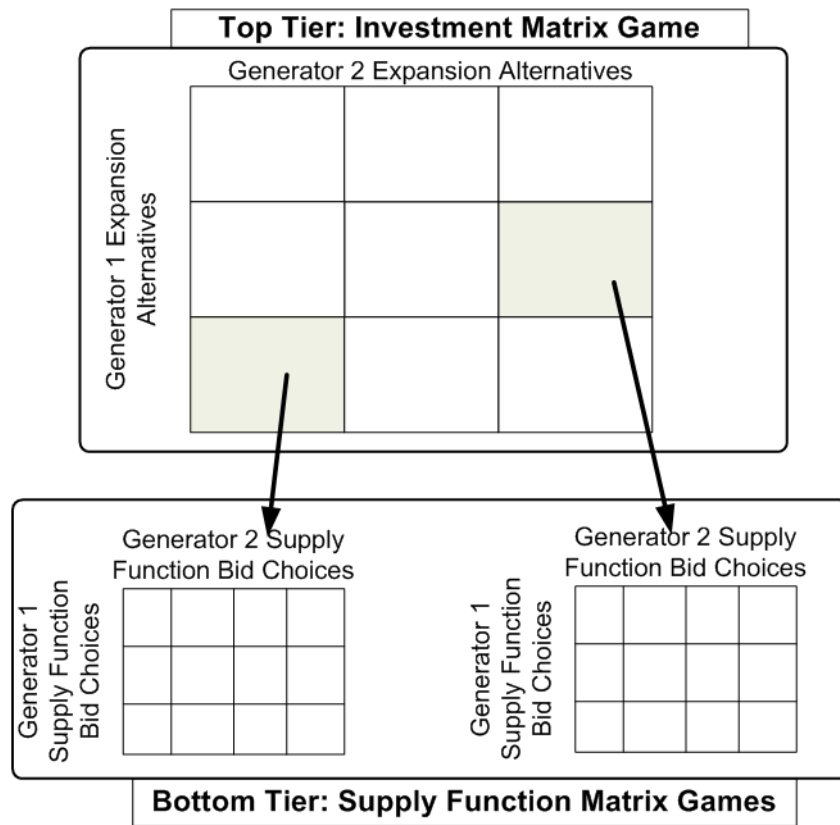 Top Tier: Investment Matrix Game
Generator 2 Expansion Alternatives
Generator 1 Expansion
Alternatives
Generator 2 Supply
Function Bid Choices
Generator 1
Supply Function
Bid Choices
Generator 2 Supply
Function Bid Choices
Generator 1
Supply Function
Bid Choices
Bottom Tier: Supply Function Matrix Games